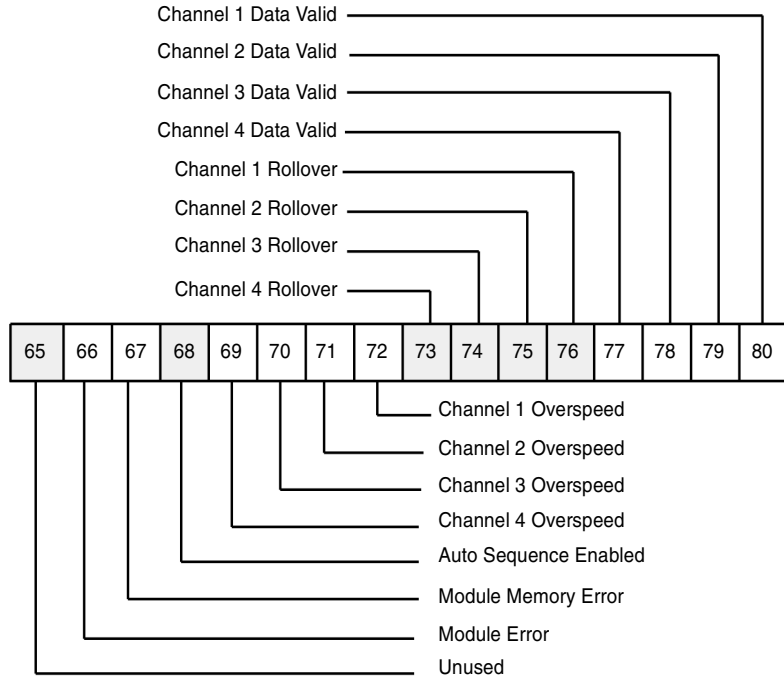 Channel 1 Data Valid
Channel 2 Data Valid
Channel 3 Data Valid
Channel 4 Data Valid
Channel 1 Rollover
Channel 2 Rollover
Channel 3 Rollover
Channel 4 Rollover
65 66 67 68 69 70 71 72 73 74 75 76 77 78 79 80
Channel 1 Overspeed
Channel 2 Overspeed
Channel 3 Overspeed
Channel 4 Overspeed
Auto Sequence Enabled
Module Memory Error
Module Error
Unused